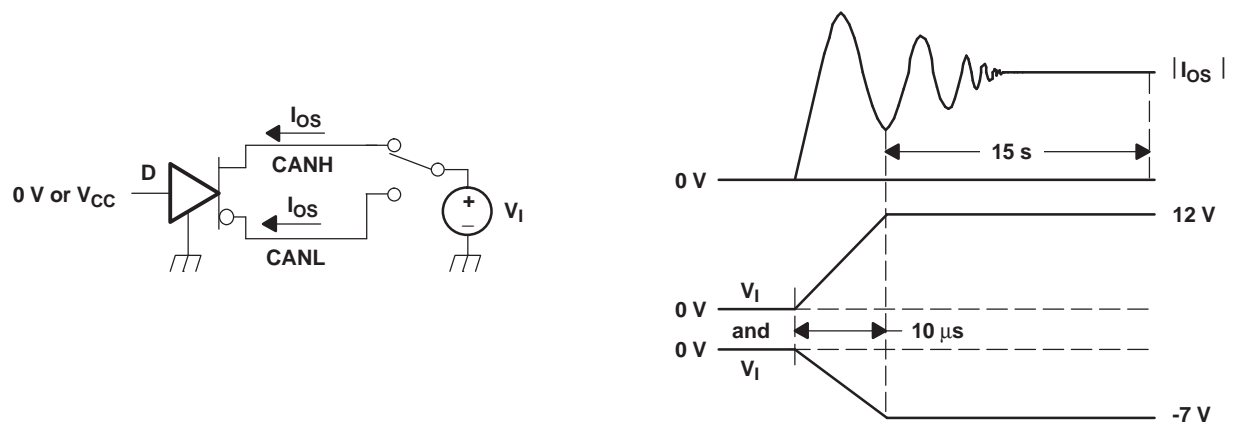 I_OS
CANH
D
0 V or V_CC
I_OS
CANL
+
–
V_I
| I_OS |
15 s
0 V
12 V
V_I
0 V
and
10 μs
0 V
V_I
-7 V